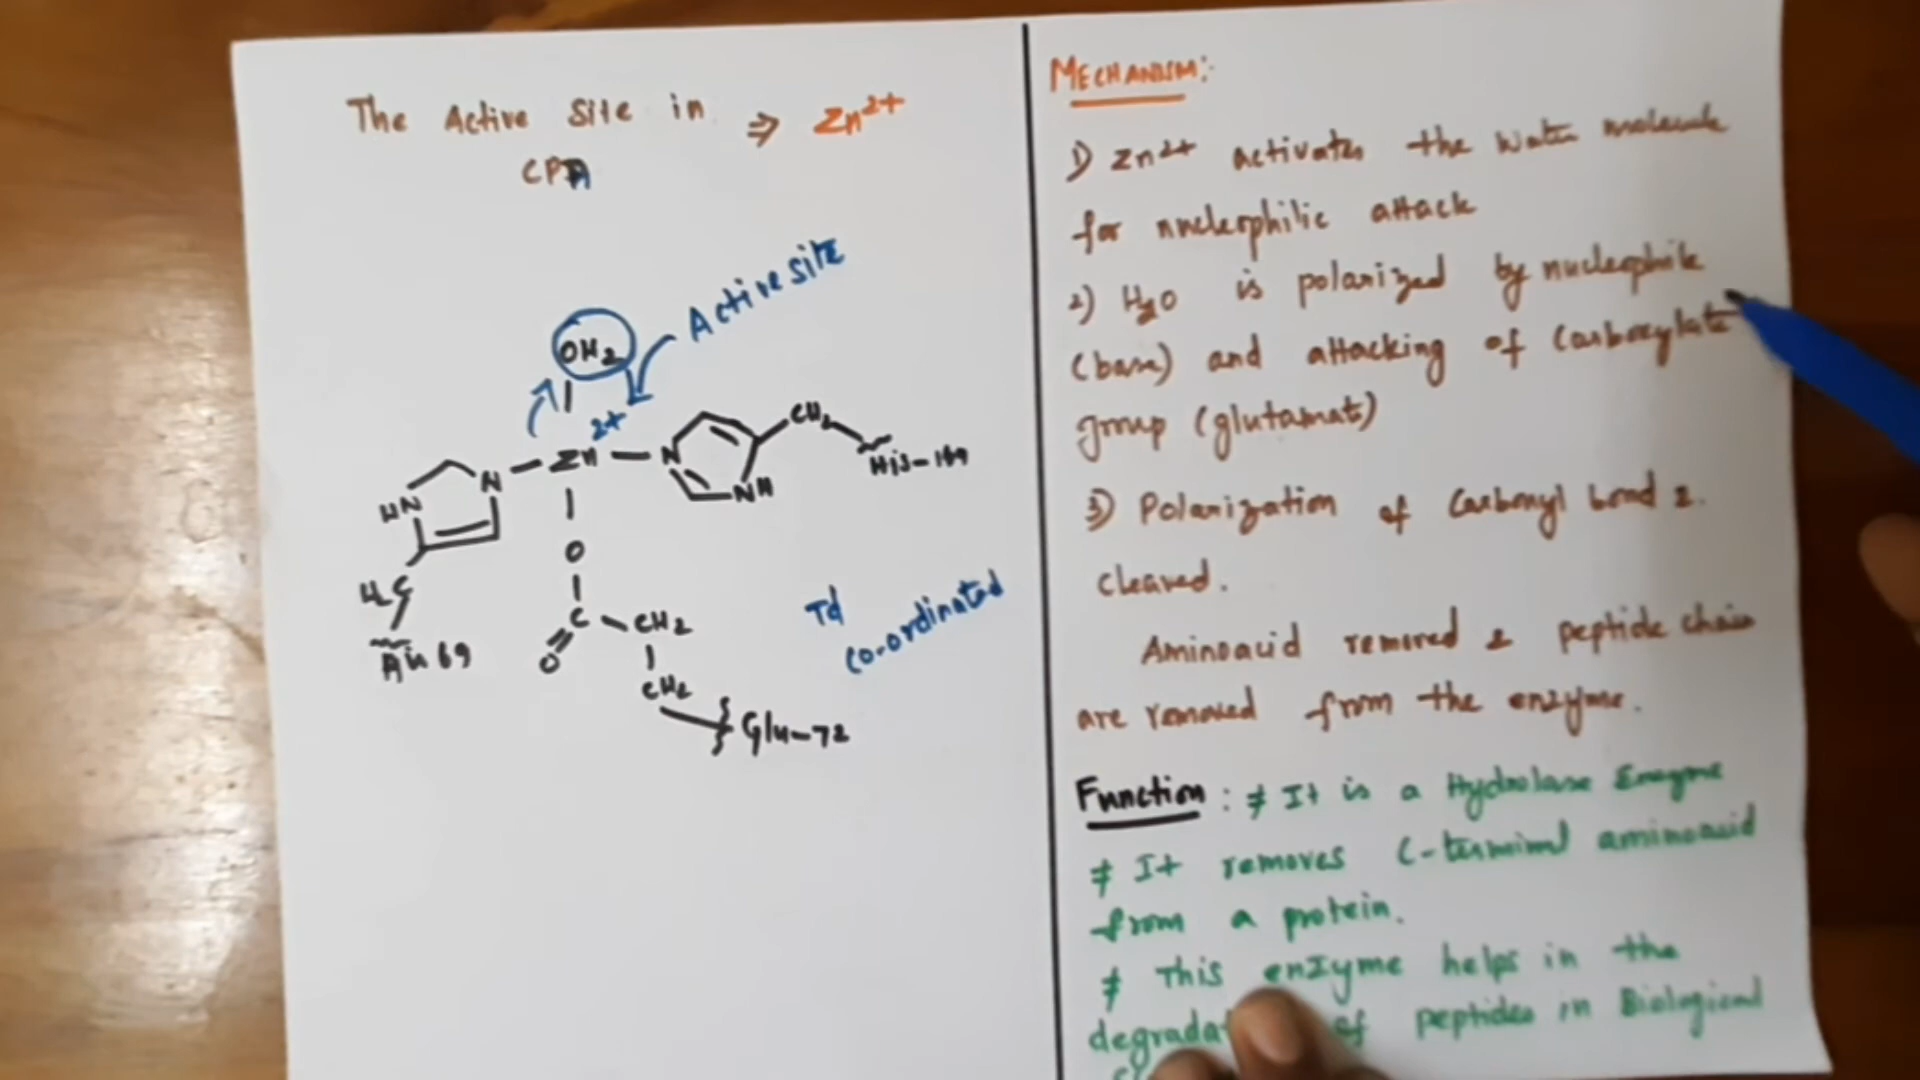 The Active Site in ⇒ Zn2+
CPA
Active site
OH2
2+
N - Zn - N
CH2
His-169
HN
NH
O
H2C
C
CH2
O
His 69
CH2
Glu-72
Td
co-ordinated
MECHANISM:
1) Zn2+ activates the water molecule
for nucleophilic attack
2) H2O is polarized by nucleophile
(base) and attacking of carboxylate
group (glutamate)
3) Polarization of carbonyl bond &
cleaved.
Aminoacid removed & peptide chain
are removed from the enzyme.
Function: ≠ It is a Hydrolase Enzyme
≠ It removes C-terminal aminoacid
from a protein.
≠ This enzyme helps in the
of peptides in Biological